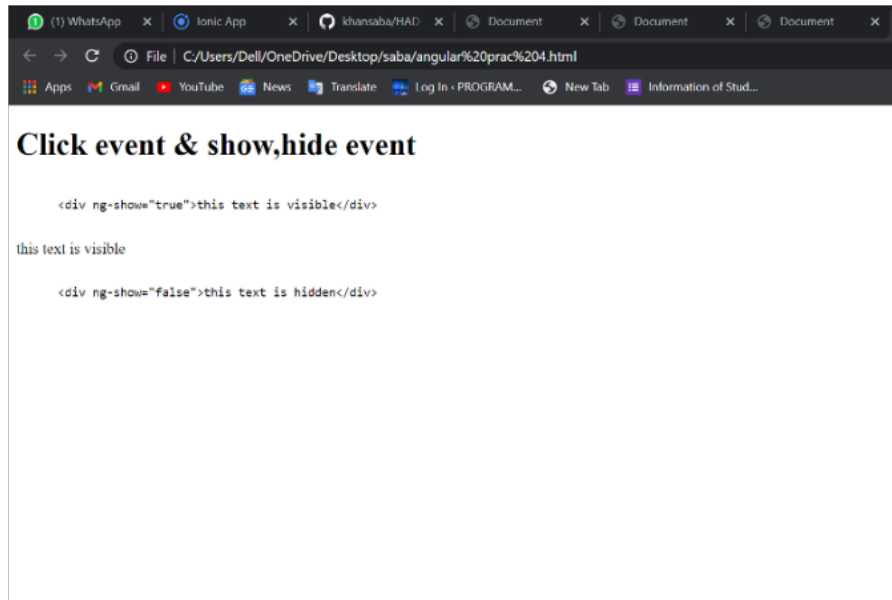 (1) WhatsApp Ionic App khansaba/HAD- Document Document Document
File C:/Users/Dell/OneDrive/Desktop/saba/angular%20prac%204.html
Apps Gmail YouTube News Translate Log In ‹ PROGRAM... New Tab Information of Stud...
Click event & show,hide event
<div ng-show="true">this text is visible</div>
this text is visible
<div ng-show="false">this text is hidden</div>